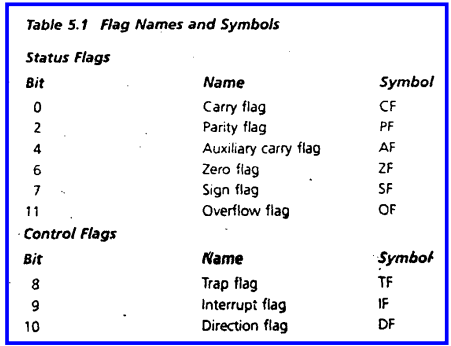 Table 5.1 Flag Names and Symbols
Status Flags
Bit Name Symbol
0 Carry flag CF
2 Parity flag PF
4 Auxiliary carry flag AF
6 Zero flag ZF
7 Sign flag SF
11 Overflow flag OF
Control Flags
Bit Name Symbol
8 Trap flag TF
9 Interrupt flag IF
10 Direction flag DF